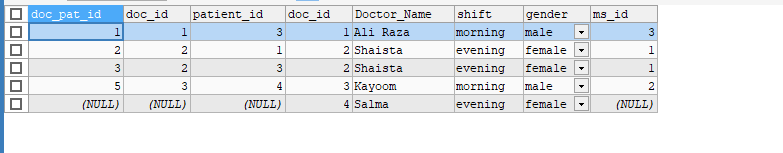 doc_pat_id doc_id patient_id doc_id Doctor_Name shift gender ms_id
1 1 3 1 Ali Raza morning male 3
2 2 1 2 Shaista evening female 1
3 2 3 2 Shaista evening female 1
5 3 4 3 Kayoom morning male 2
(NULL) (NULL) (NULL) 4 Salma evening female (NULL)